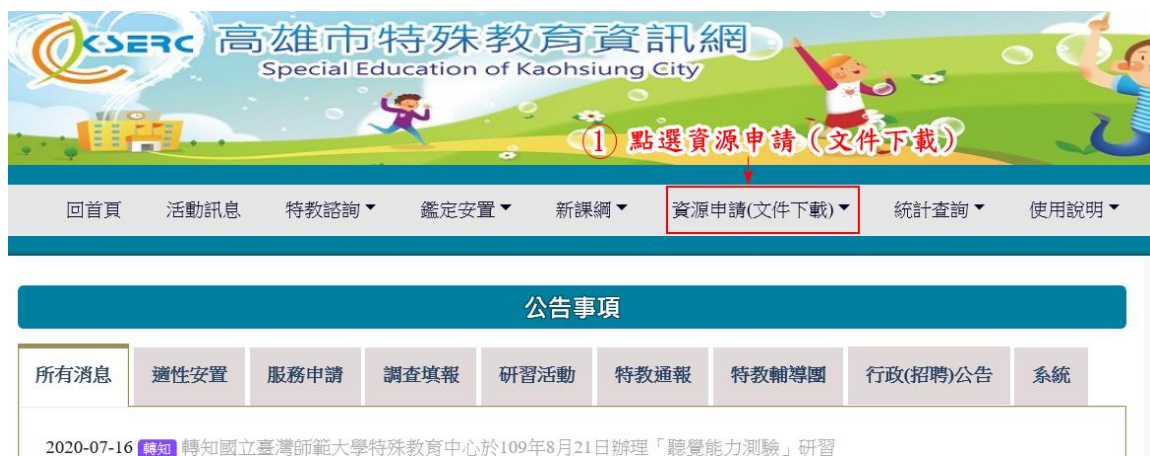 KSERC 高雄市特殊教育資訊網
Special Education of Kaohsiung City
① 點選資源申請（文件下載）
回首頁 活動訊息 特教諮詢▼ 鑑定安置▼ 新課綱▼ 資源申請(文件下載)▼ 統計查詢▼ 使用說明▼
公告事項
所有消息 適性安置 服務申請 調查填報 研習活動 特教通報 特教輔導團 行政(招聘)公告 系統
2020-07-16 轉知 轉知國立臺灣師範大學特殊教育中心於109年8月21日辦理「聽覺能力測驗」研習